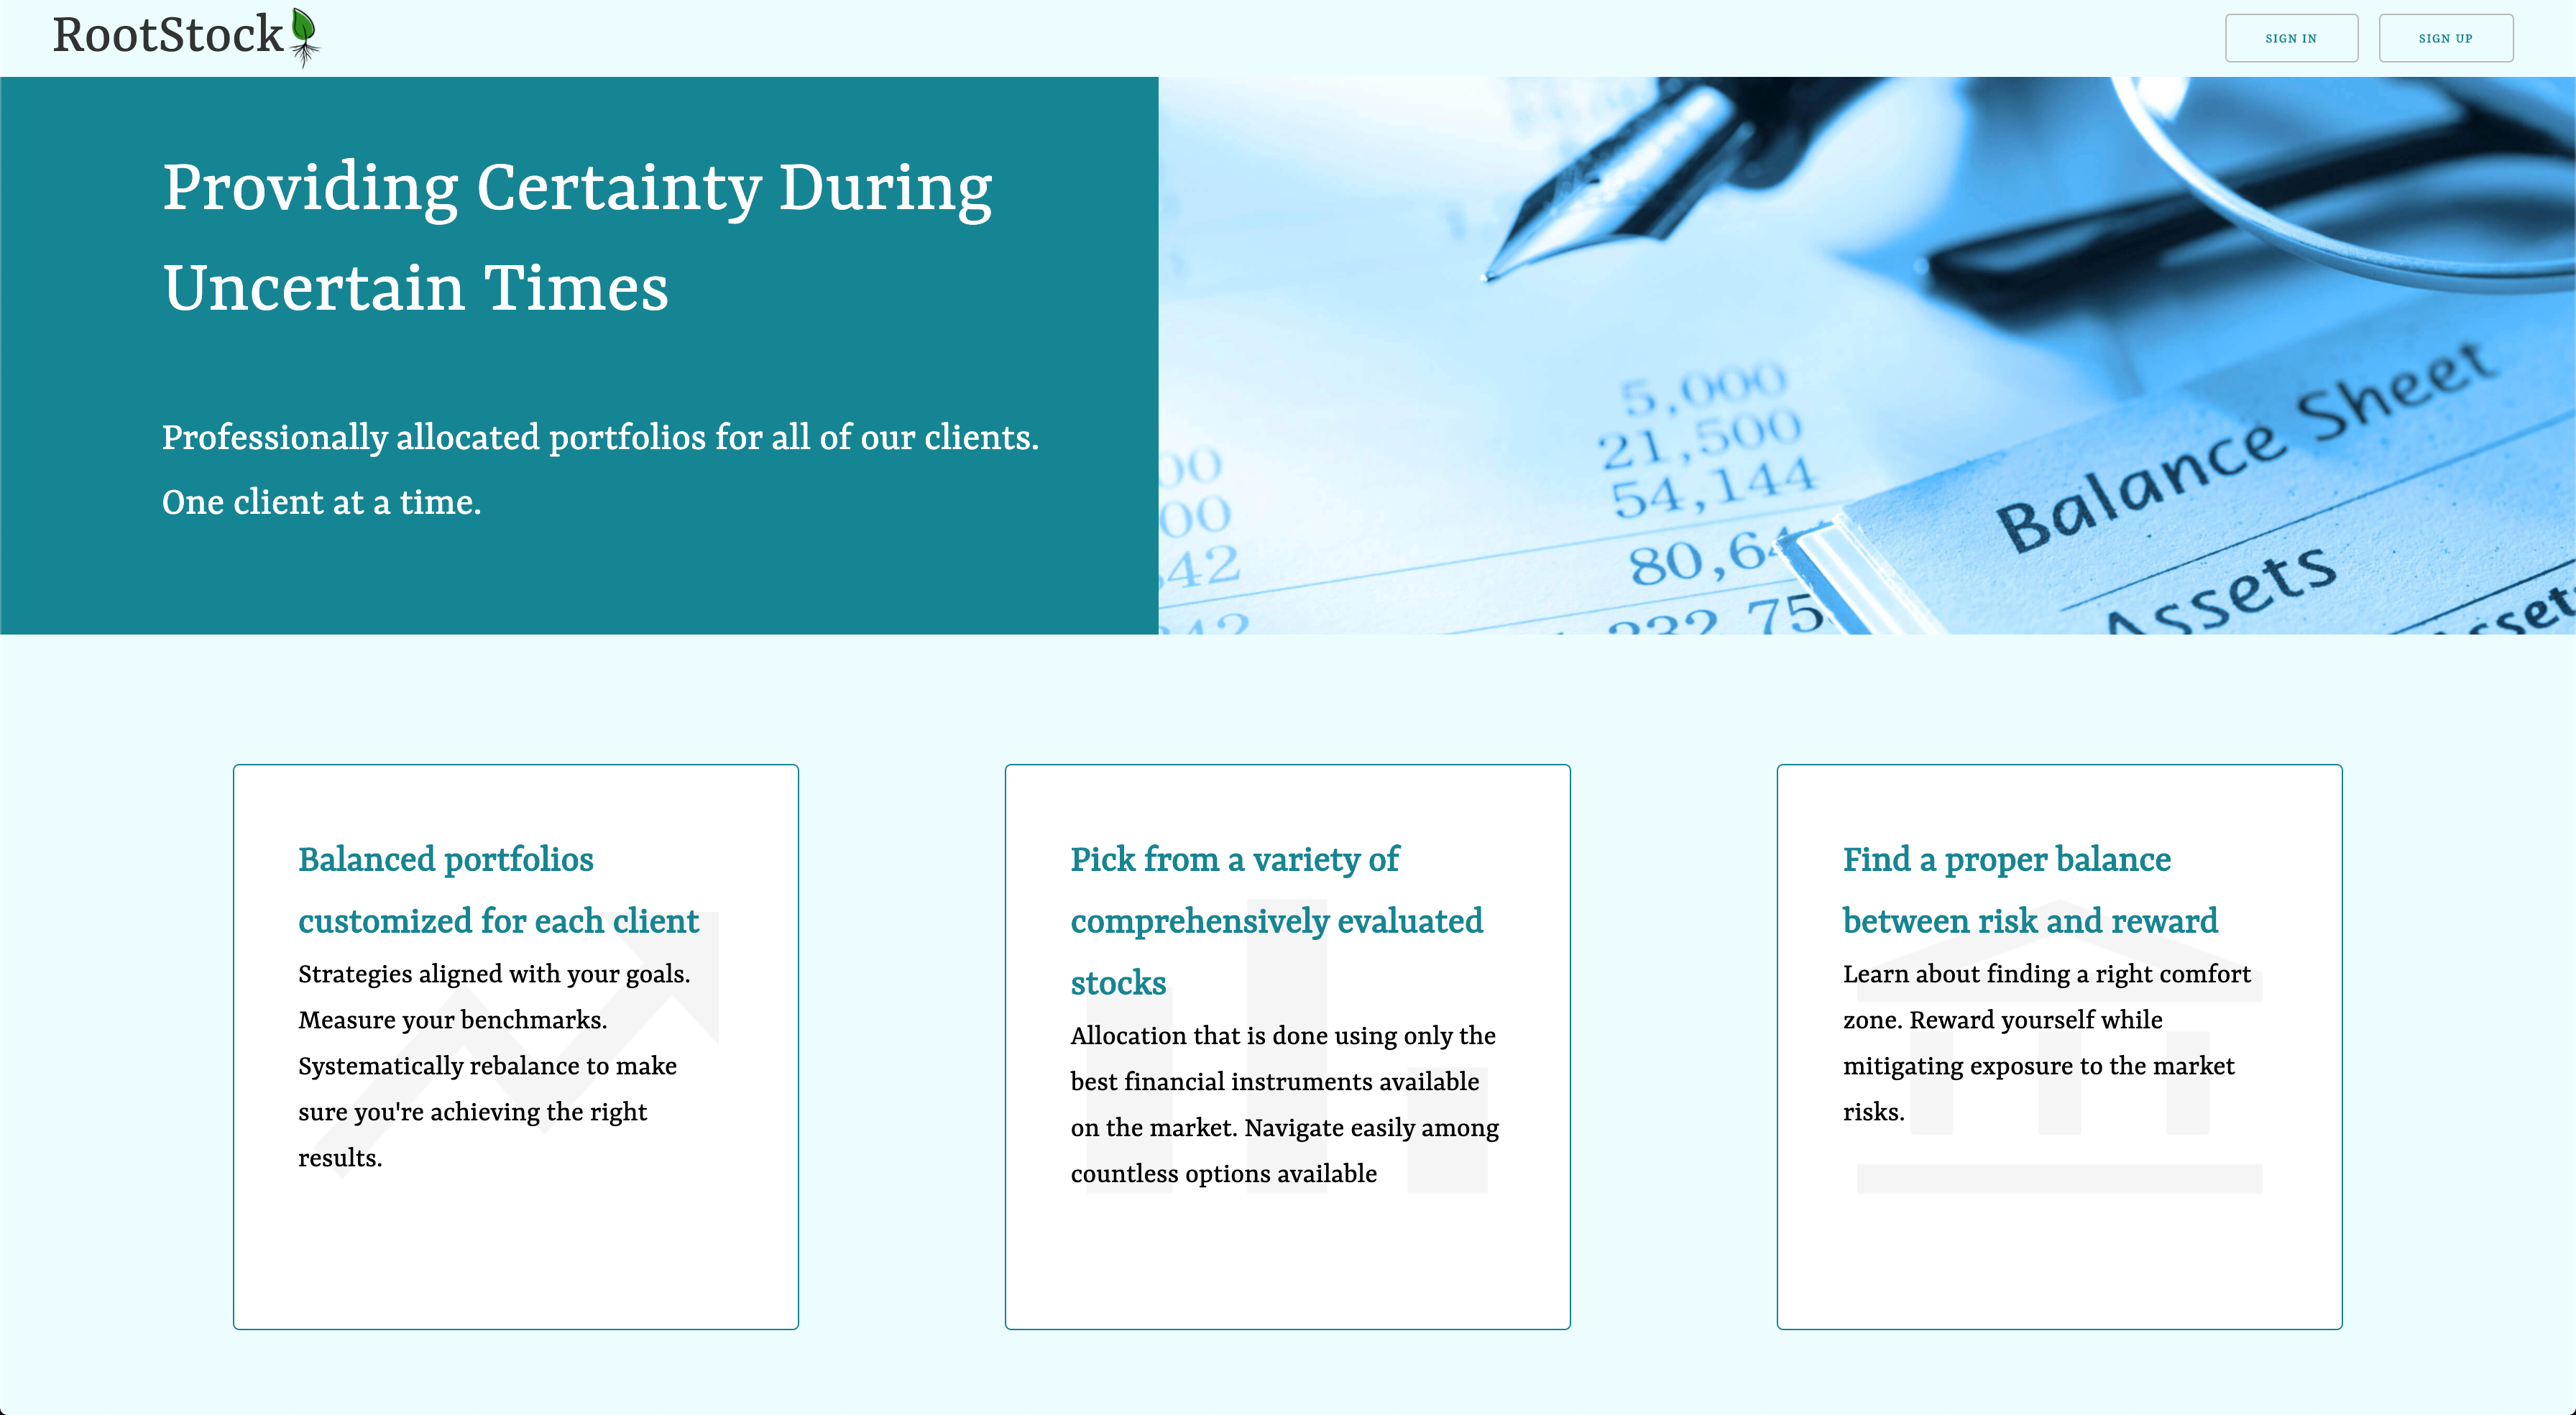 RootStock
SIGN IN
SIGN UP
Providing Certainty During
Uncertain Times
Professionally allocated portfolios for all of our clients.
One client at a time.
5,000
21,500
54,144
80,64
Balance Sheet
Assets
Balanced portfolios
customized for each client
Strategies aligned with your goals.
Measure your benchmarks.
Systematically rebalance to make
sure you're achieving the right
results.
Pick from a variety of
comprehensively evaluated
stocks
Allocation that is done using only the
best financial instruments available
on the market. Navigate easily among
countless options available
Find a proper balance
between risk and reward
Learn about finding a right comfort
zone. Reward yourself while
mitigating exposure to the market
risks.